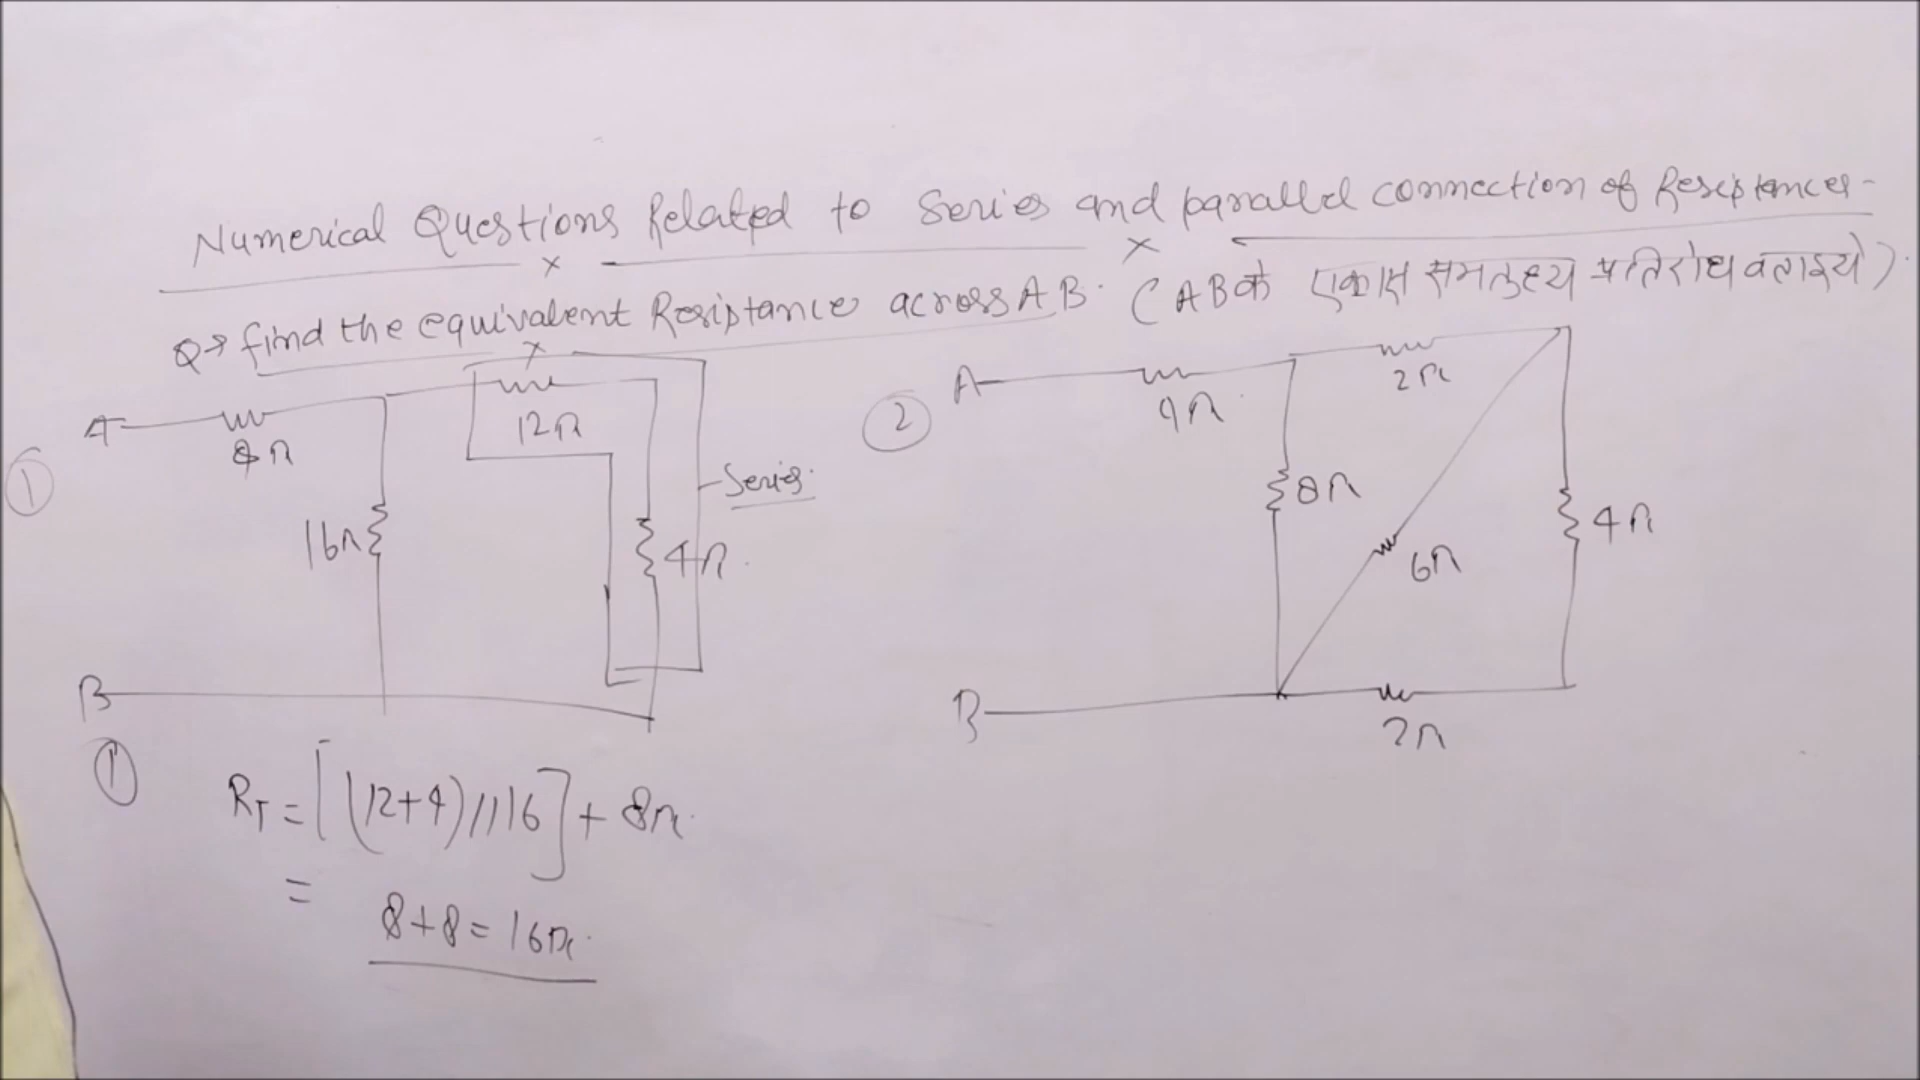 Numerical Questions Related to Series and parallel connection of Resistances-
Q→ find the equivalent Resistance across AB. (AB के एकास समतुल्य प्रतिरोध बताइये)
①
A
8Ω
12Ω
Series.
16Ω
4Ω
B
②
A
4Ω
2Ω
8Ω
6Ω
4Ω
B
2Ω
①
R_T = [(12+4)//16] + 8Ω
=
8+8 = 16Ω